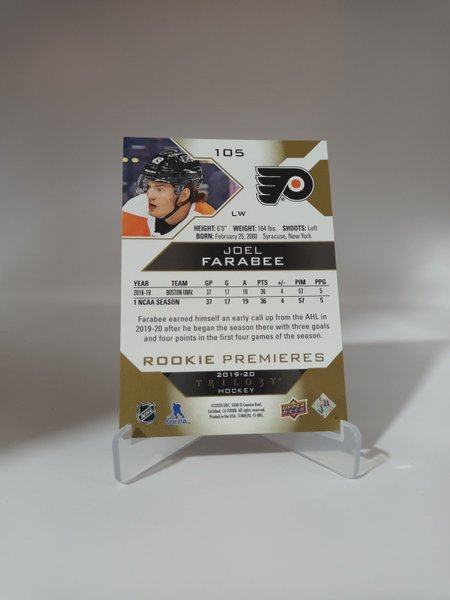 105
LW
HEIGHT: 6'0" WEIGHT: 164 lbs. SHOOTS: Left
BORN: February 25, 2000 Syracuse, New York
JOEL
FARABEE
YEAR TEAM GP G A PTS +/- PIM PPG
2018-19 BOSTON UNIV. 37 17 19 36 4 57 5
1 NCAA SEASON 37 17 19 36 4 57 5
Farabee earned himself an early call up from the AHL in
2019-20 after he began the season there with three goals
and four points in the first four games of the season.
ROOKIE PREMIERES
2019-20
TRILOGY
HOCKEY
NHL
NHLPA
UPPER DECK